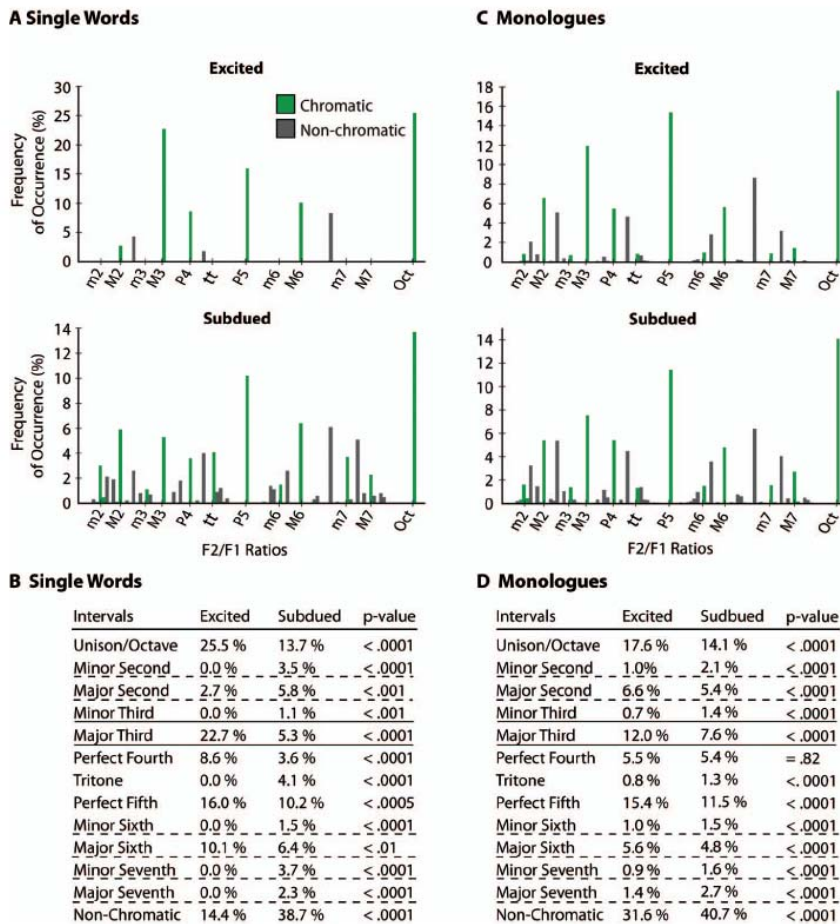 A Single Words
Excited
Frequency
of Occurrence (%)
30
25
20
15
10
5
0
Chromatic
Non-chromatic
m2
M2
m3
M3
P4
tt
P5
m6
M6
m7
M7
Oct
Subdued
14
12
10
8
6
4
2
0
m2
M2
m3
M3
P4
tt
P5
m6
M6
m7
M7
Oct
F2/F1 Ratios
B Single Words
Intervals Excited Subdued p-value
Unison/Octave 25.5 % 13.7 % < .0001
Minor Second 0.0 % 3.5 % < .0001
Major Second 2.7 % 5.8 % < .001
Minor Third 0.0 % 1.1 % < .001
Major Third 22.7 % 5.3 % < .0001
Perfect Fourth 8.6 % 3.6 % < .0001
Tritone 0.0 % 4.1 % < .0001
Perfect Fifth 16.0 % 10.2 % < .0005
Minor Sixth 0.0 % 1.5 % < .0001
Major Sixth 10.1 % 6.4 % < .01
Minor Seventh 0.0 % 3.7 % < .0001
Major Seventh 0.0 % 2.3 % < .0001
Non-Chromatic 14.4 % 38.7 % < .0001
C Monologues
Excited
Frequency
of Occurrence (%)
18
16
14
12
10
8
6
4
2
0
m2
M2
m3
M3
P4
tt
P5
m6
M6
m7
M7
Oct
Subdued
14
12
10
8
6
4
2
0
m2
M2
m3
M3
P4
tt
P5
m6
M6
m7
M7
Oct
F2/F1 Ratios
D Monologues
Intervals Excited Sudbued p-value
Unison/Octave 17.6 % 14.1 % < .0001
Minor Second 1.0% 2.1 % < .0001
Major Second 6.6 % 5.4 % < .0001
Minor Third 0.7 % 1.4 % < .0001
Major Third 12.0 % 7.6 % < .0001
Perfect Fourth 5.5 % 5.4 % = .82
Tritone 0.8 % 1.3 % <.0001
Perfect Fifth 15.4 % 11.5 % < .0001
Minor Sixth 1.0 % 1.5 % < .0001
Major Sixth 5.6 % 4.8 % < .0001
Minor Seventh 0.9 % 1.6 % < .0001
Major Seventh 1.4 % 2.7 % < .0001
Non-Chromatic 31.6 % 40.7 % < .0001